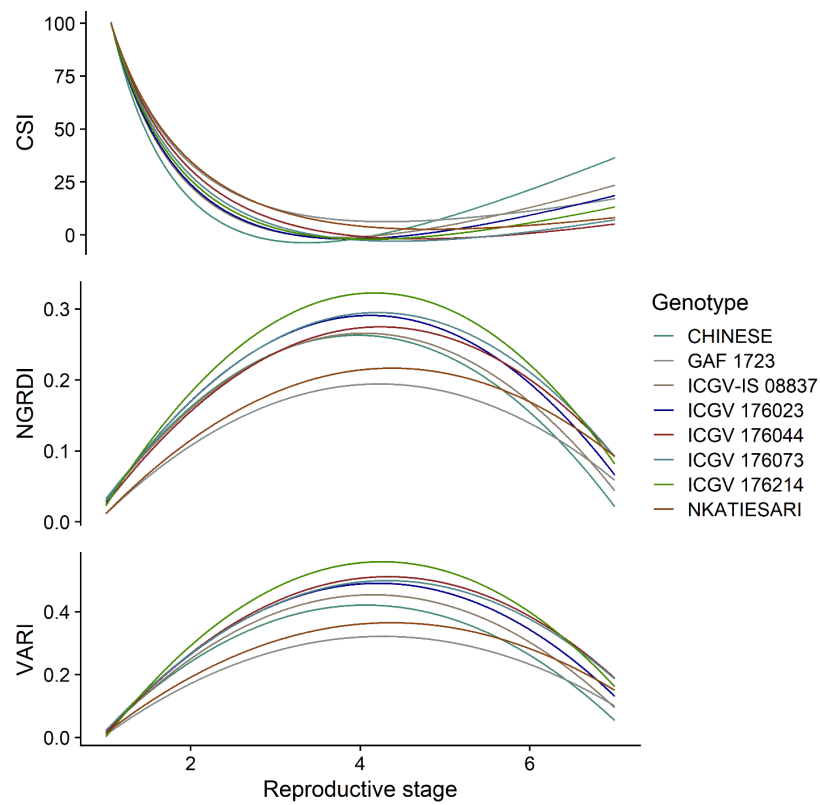 CSI
100
75
50
25
0
NGRDI
0.3
0.2
0.1
0.0
VARI
0.4
0.2
0.0
2 4 6
Reproductive stage
Genotype
CHINESE
GAF 1723
ICGV-IS 08837
ICGV 176023
ICGV 176044
ICGV 176073
ICGV 176214
NKATIESARI